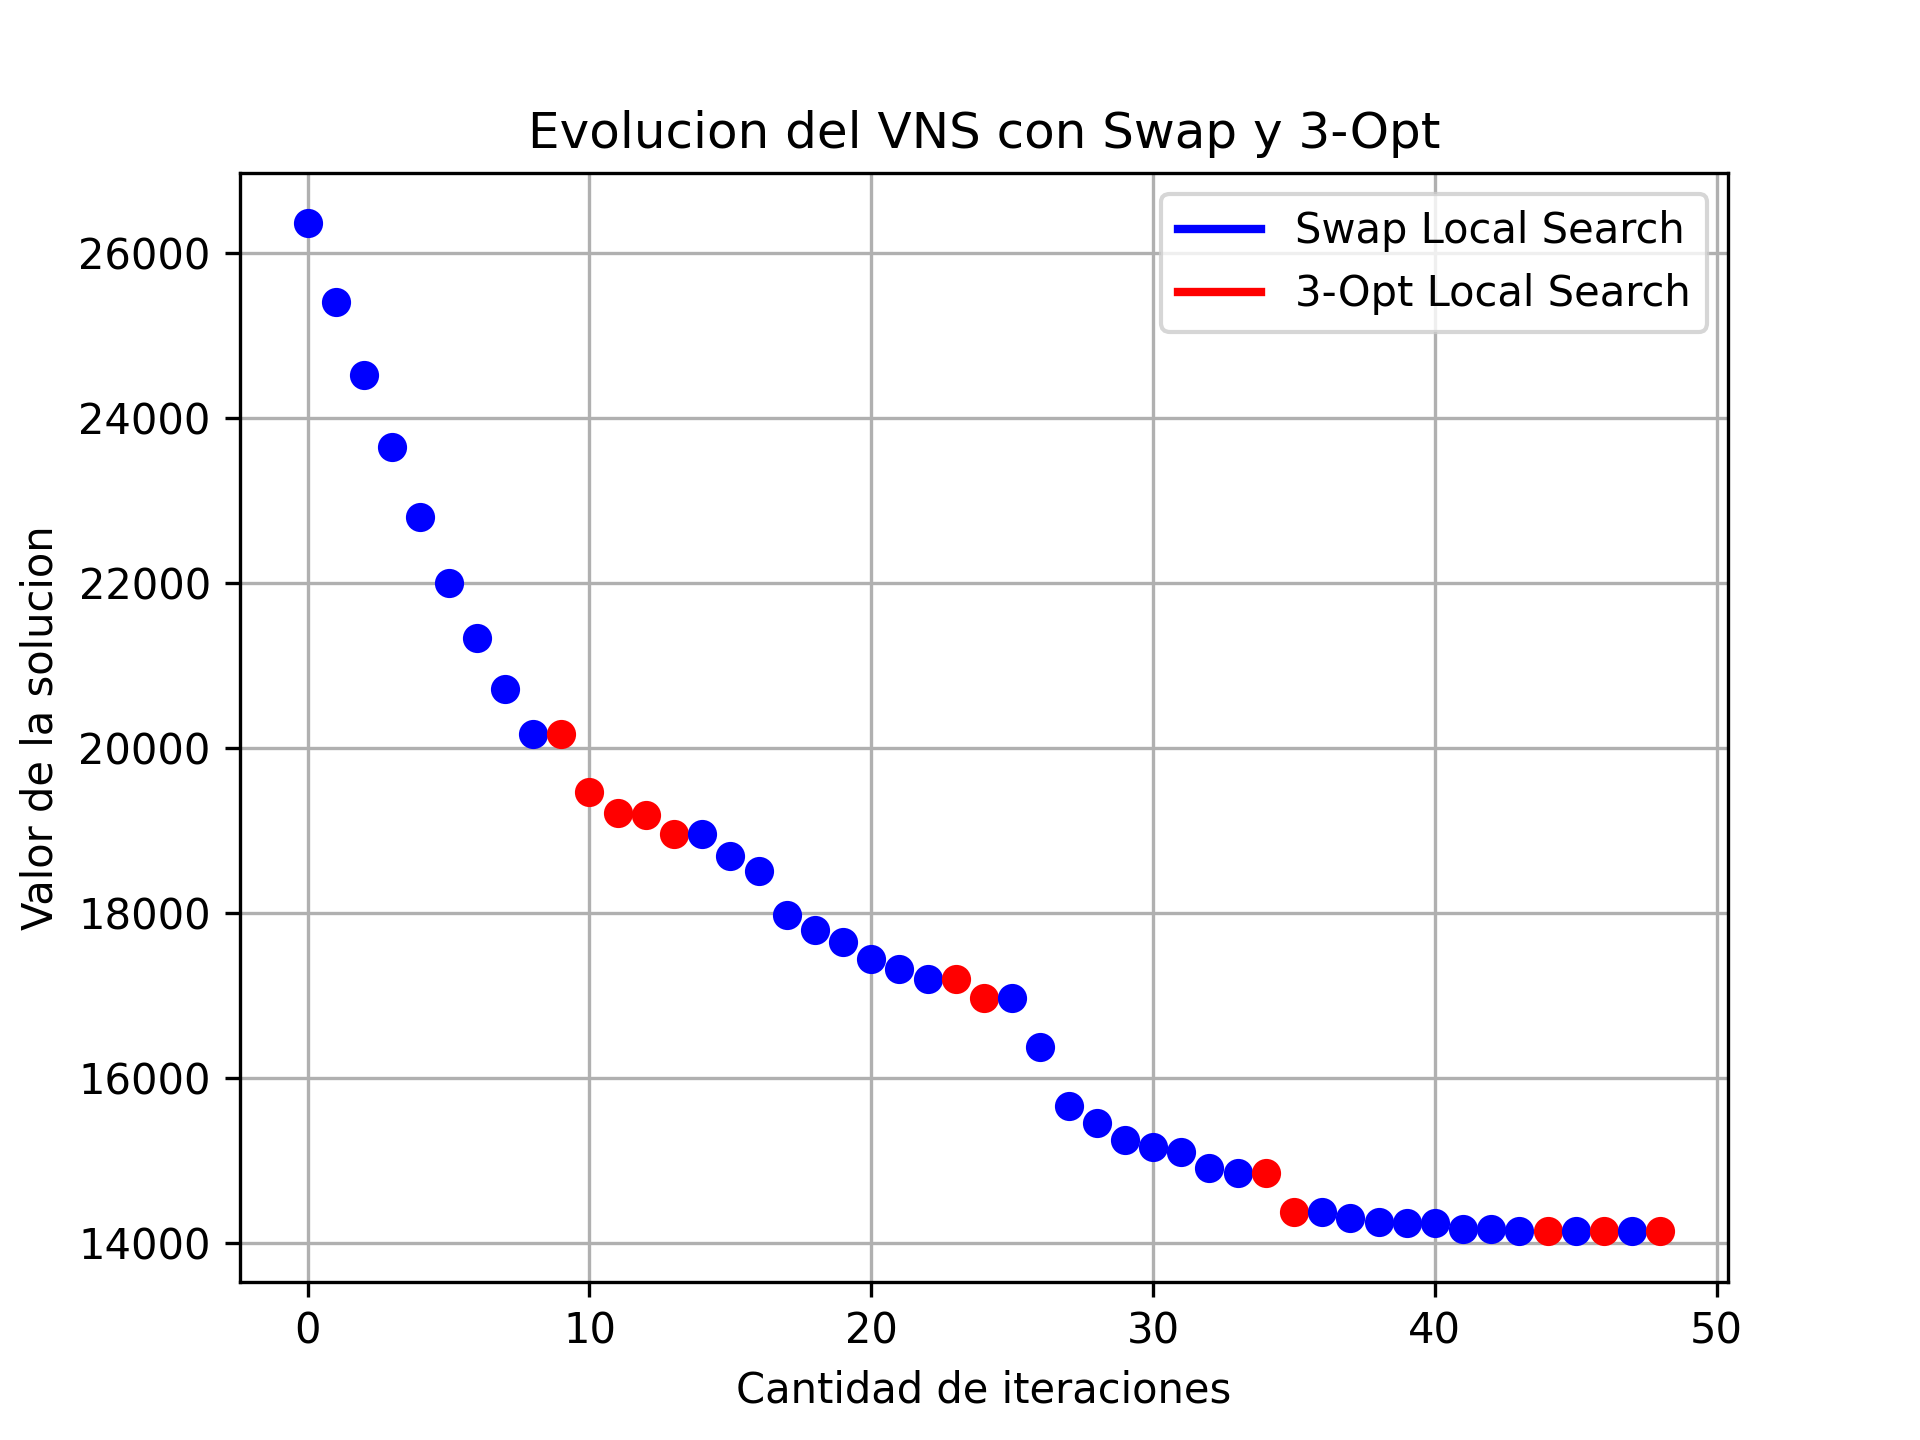 Evolucion del VNS con Swap y 3-Opt
Swap Local Search
3-Opt Local Search
Valor de la solucion
26000
24000
22000
20000
18000
16000
14000
0 10 20 30 40 50
Cantidad de iteraciones